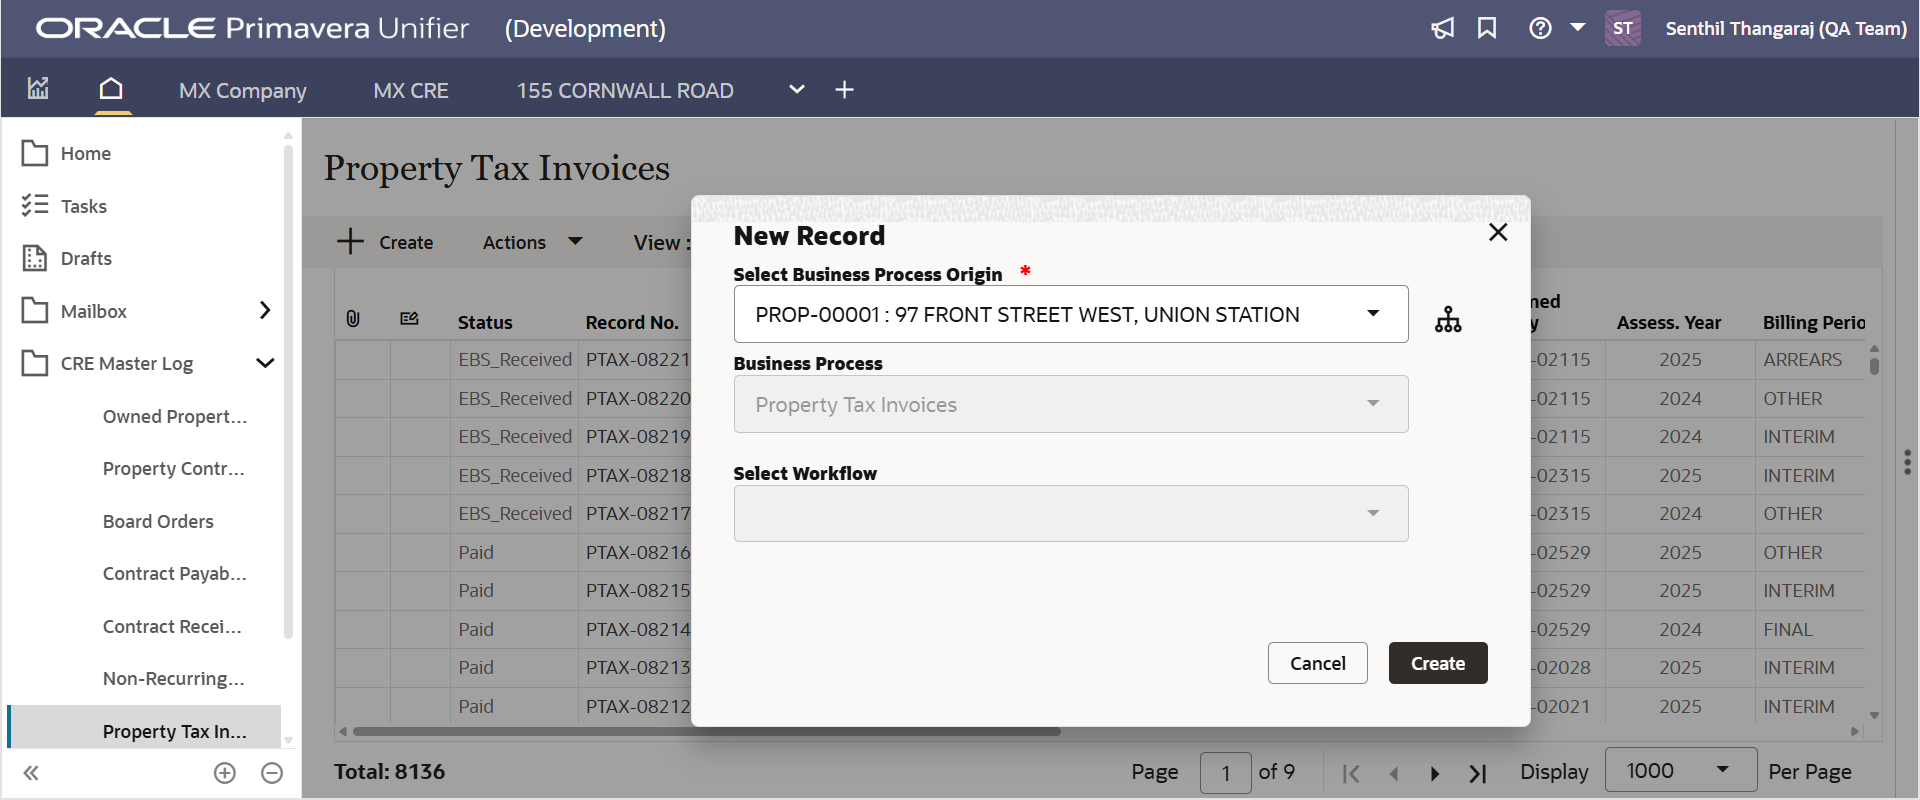 ORACLE Primavera Unifier (Development)
ST Senthil Thangaraj (QA Team)
MX Company MX CRE 155 CORNWALL ROAD
Home
Tasks
Drafts
Mailbox
CRE Master Log
Owned Propert...
Property Contr...
Board Orders
Contract Payab...
Contract Recei...
Non-Recurring...
Property Tax In...
Property Tax Invoices
Create Actions View :
Status Record No. Assess. Year Billing Perio
EBS_Received PTAX-08221 -02115 2025 ARREARS
EBS_Received PTAX-08220 -02115 2024 OTHER
EBS_Received PTAX-08219 -02115 2024 INTERIM
EBS_Received PTAX-08218 -02315 2025 INTERIM
EBS_Received PTAX-08217 -02315 2024 OTHER
Paid PTAX-08216 -02529 2025 OTHER
Paid PTAX-08215 -02529 2025 INTERIM
Paid PTAX-08214 -02529 2024 FINAL
Paid PTAX-08213 -02028 2025 INTERIM
Paid PTAX-08212 -02021 2025 INTERIM
New Record
Select Business Process Origin *
PROP-00001 : 97 FRONT STREET WEST, UNION STATION
Business Process
Property Tax Invoices
Select Workflow
Cancel Create
Total: 8136 Page 1 of 9 Display 1000 Per Page